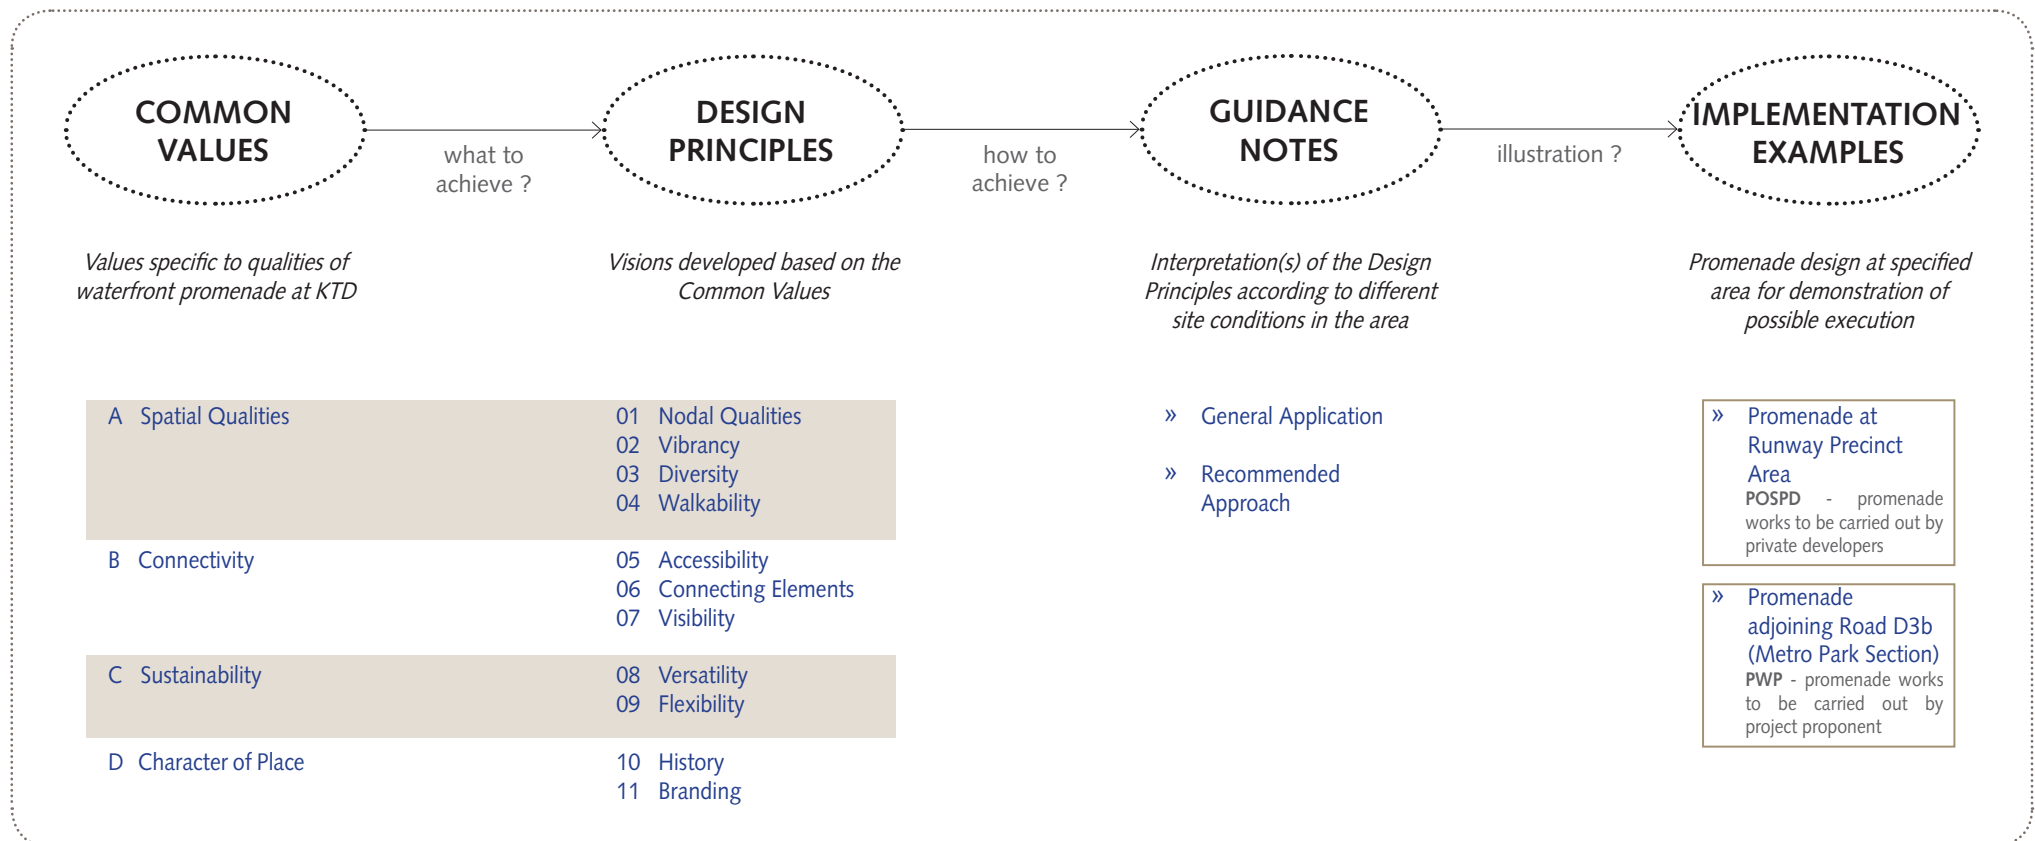 COMMON
VALUES
what to
achieve ?
DESIGN
PRINCIPLES
how to
achieve ?
GUIDANCE
NOTES
illustration ?
IMPLEMENTATION
EXAMPLES
Values specific to qualities of
waterfront promenade at KTD
Visions developed based on the
Common Values
Interpretation(s) of the Design
Principles according to different
site conditions in the area
Promenade design at specified
area for demonstration of
possible execution
A Spatial Qualities
01 Nodal Qualities
02 Vibrancy
03 Diversity
04 Walkability
B Connectivity
05 Accessibility
06 Connecting Elements
07 Visibility
C Sustainability
08 Versatility
09 Flexibility
D Character of Place
10 History
11 Branding
» General Application
» Recommended
Approach
» Promenade at
Runway Precinct
Area
POSPD - promenade
works to be carried out by
private developers
» Promenade
adjoining Road D3b
(Metro Park Section)
PWP - promenade works
to be carried out by
project proponent